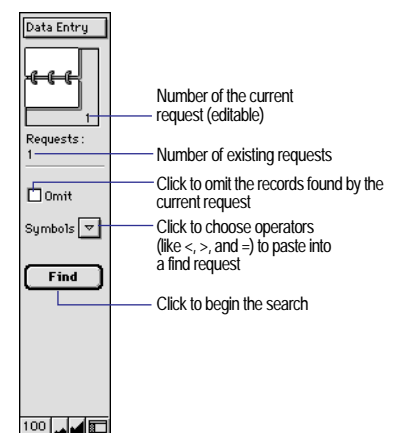 Data Entry
1
Number of the current
request (editable)
Requests:
1
Number of existing requests
Omit
Click to omit the records found by the
current request
Symbols
Click to choose operators
(like <, >, and =) to paste into
a find request
Find
Click to begin the search
100